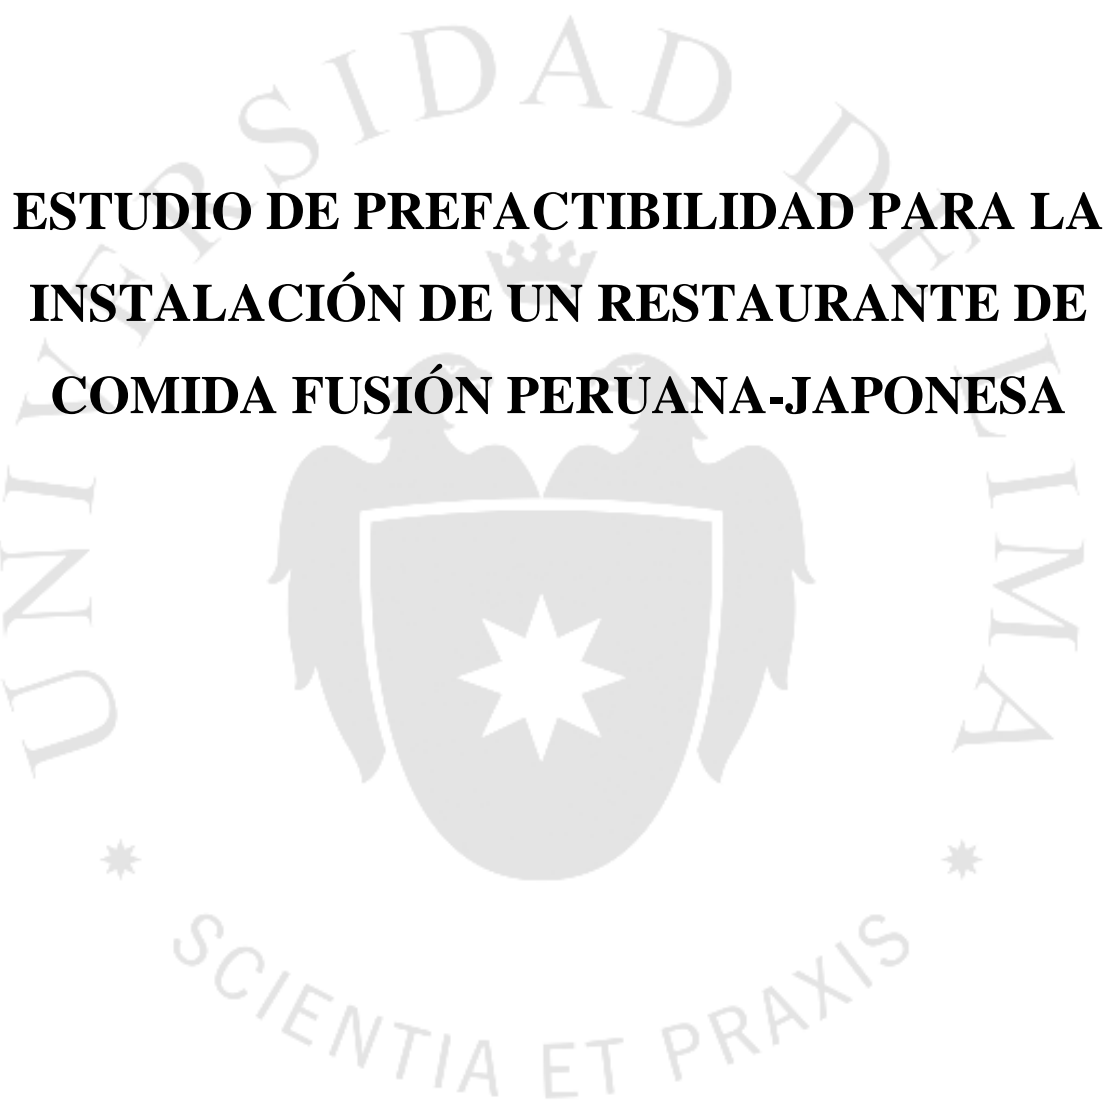 UNIVERSIDAD DE LIMA
ESTUDIO DE PREFACTIBILIDAD PARA LA
INSTALACIÓN DE UN RESTAURANTE DE
COMIDA FUSIÓN PERUANA-JAPONESA
SCIENTIA ET PRAXIS